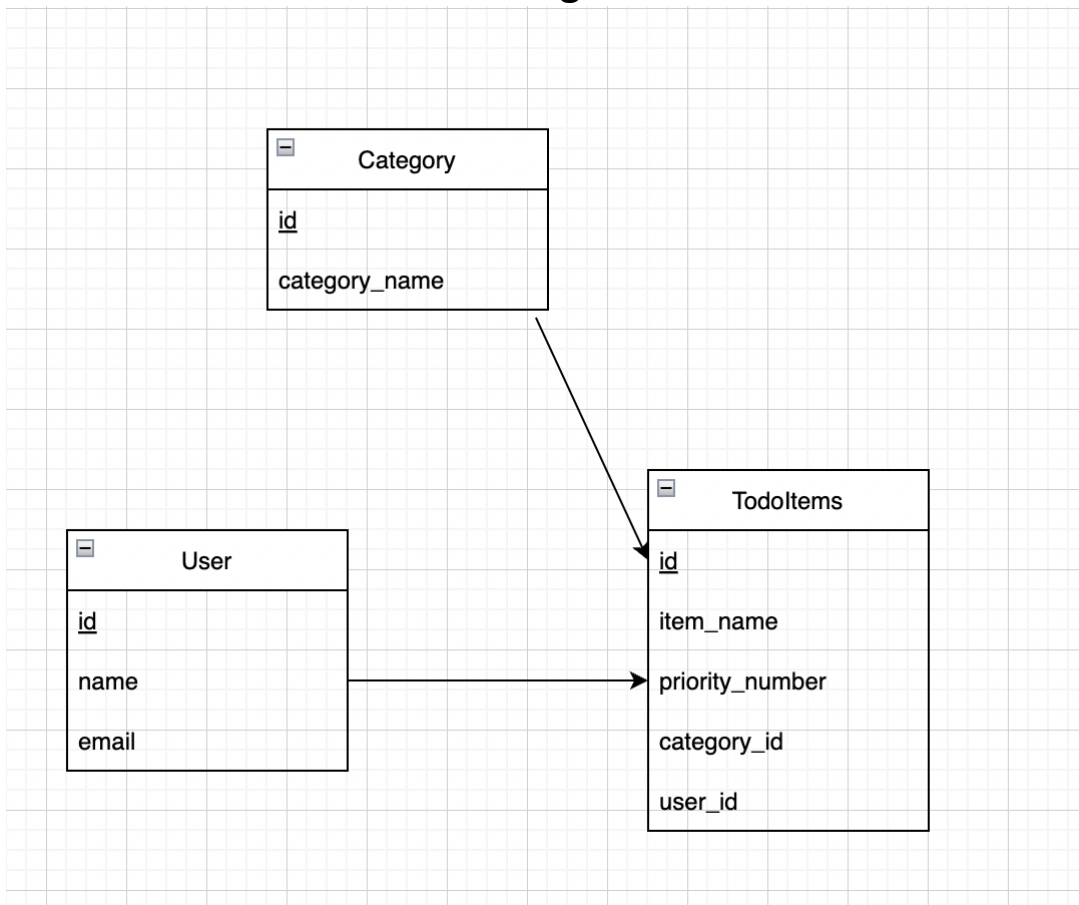 Category
id
category_name
User
id
name
email
TodoItems
id
item_name
priority_number
category_id
user_id